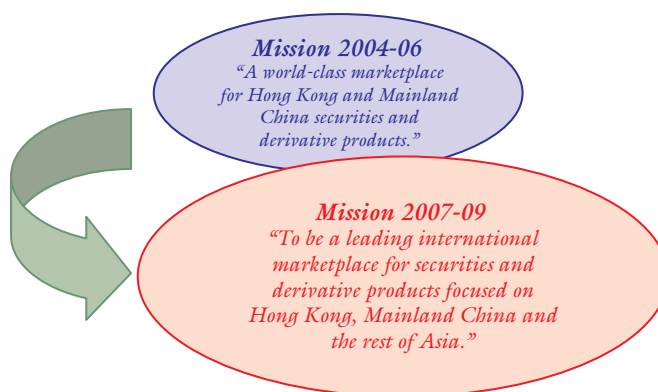 Mission 2004-06
“A world-class marketplace
for Hong Kong and Mainland
China securities and
derivative products.”
Mission 2007-09
“To be a leading international
marketplace for securities and
derivative products focused on
Hong Kong, Mainland China and
the rest of Asia.”